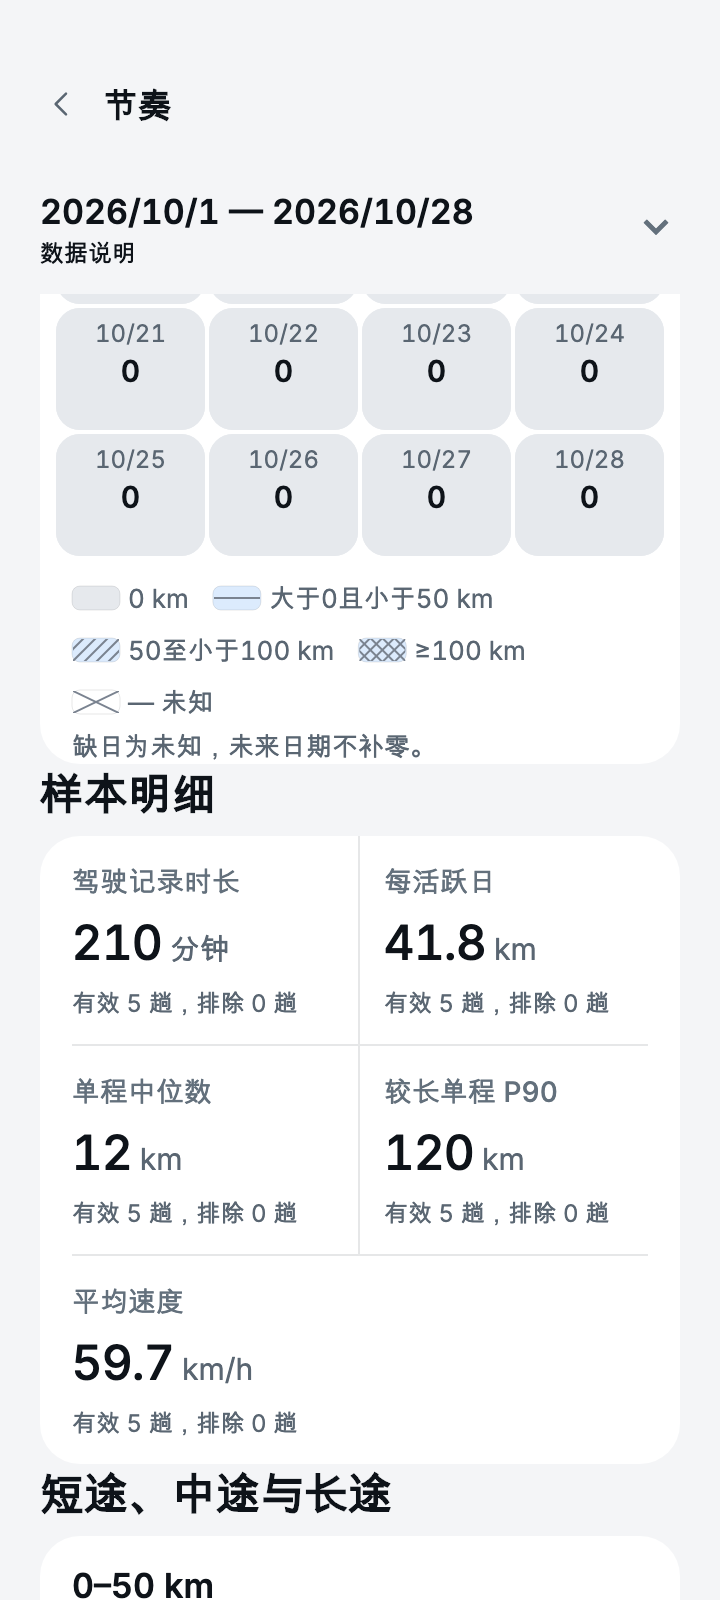 节奏
2026/10/1 — 2026/10/28
数据说明
10/21 10/22 10/23 10/24
0 0 0 0
10/25 10/26 10/27 10/28
0 0 0 0
0 km 大于0且小于50 km
50至小于100 km ≥100 km
— 未知
缺日为未知，未来日期不补零。
样本明细
驾驶记录时长 每活跃日
210 分钟 41.8 km
有效 5 趟，排除 0 趟 有效 5 趟，排除 0 趟
单程中位数 较长单程 P90
12 km 120 km
有效 5 趟，排除 0 趟 有效 5 趟，排除 0 趟
平均速度
59.7 km/h
有效 5 趟，排除 0 趟
短途、中途与长途
0–50 km